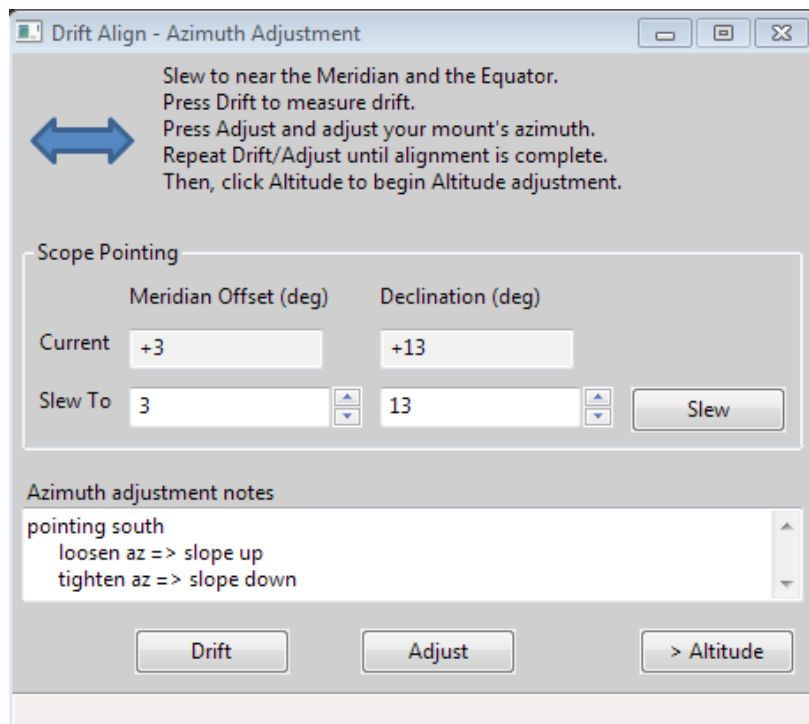 Drift Align - Azimuth Adjustment
Slew to near the Meridian and the Equator.
Press Drift to measure drift.
Press Adjust and adjust your mount's azimuth.
Repeat Drift/Adjust until alignment is complete.
Then, click Altitude to begin Altitude adjustment.
Scope Pointing
Meridian Offset (deg) Declination (deg)
Current +3 +13
Slew To 3 13 Slew
Azimuth adjustment notes
pointing south
loosen az => slope up
tighten az => slope down
Drift Adjust > Altitude